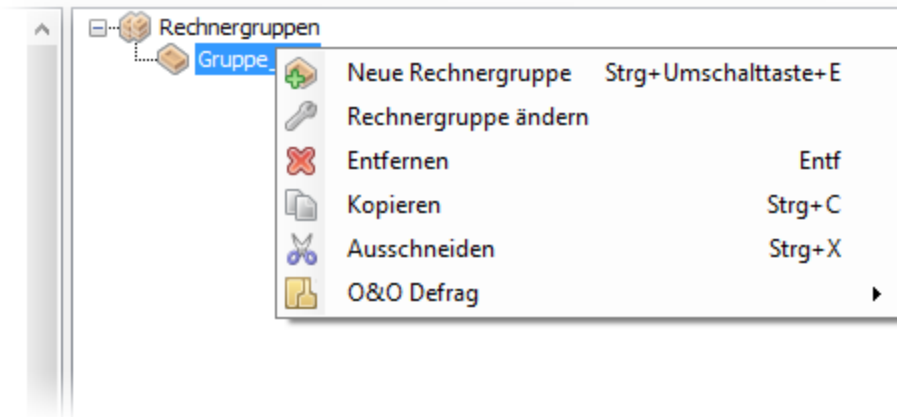 Rechnergruppen
Gruppe_
Neue Rechnergruppe Strg+Umschalttaste+E
Rechnergruppe ändern
Entfernen Entf
Kopieren Strg+C
Ausschneiden Strg+X
O&O Defrag